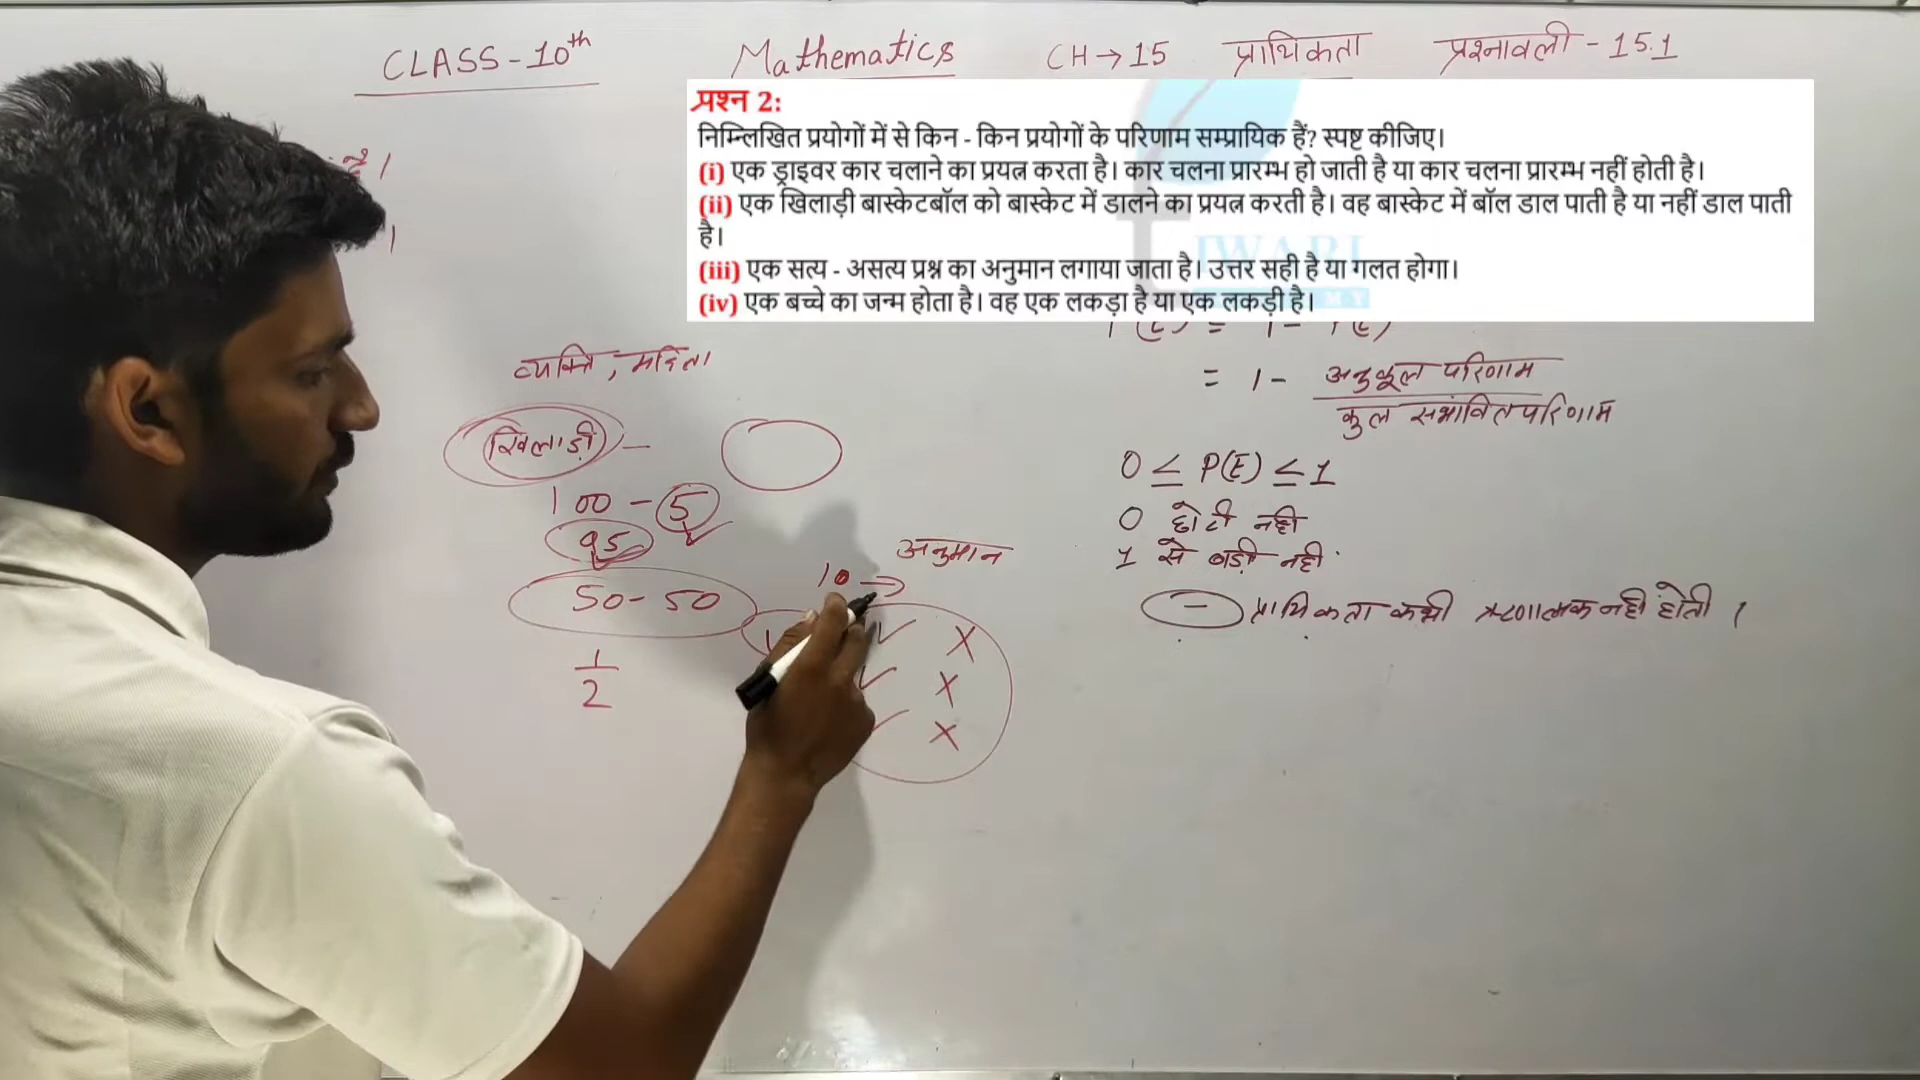 CLASS - 10th Mathematics CH → 15 प्रायिकता प्रश्नावली - 15.1
प्रश्न 2:
निम्नलिखित प्रयोगों में से किन - किन प्रयोगों के परिणाम सम्प्रायिक हैं? स्पष्ट कीजिए।
(i) एक ड्राइवर कार चलाने का प्रयत्न करता है। कार चलना प्रारम्भ हो जाती है या कार चलना प्रारम्भ नहीं होती है।
(ii) एक खिलाड़ी बास्केटबॉल को बास्केट में डालने का प्रयत्न करती है। वह बास्केट में बॉल डाल पाती है या नहीं डाल पाती
है।
(iii) एक सत्य - असत्य प्रश्न का अनुमान लगाया जाता है। उत्तर सही है या गलत होगा।
(iv) एक बच्चे का जन्म होता है। वह एक लकड़ा है या एक लकड़ी है।
व्यक्ति, महिला
खिलाड़ी -
100 - 5
95
50 - 50
1/2
अनुमान
10 →
✓ X
✓ X
✓ X
= 1 - अनुकूल परिणाम
कुल सम्भावित परिणाम
0 ≤ P(E) ≤ 1
0 छोटी नही
1 से बड़ी नही
- प्रायिकता कभी ऋणात्मक नही होती।